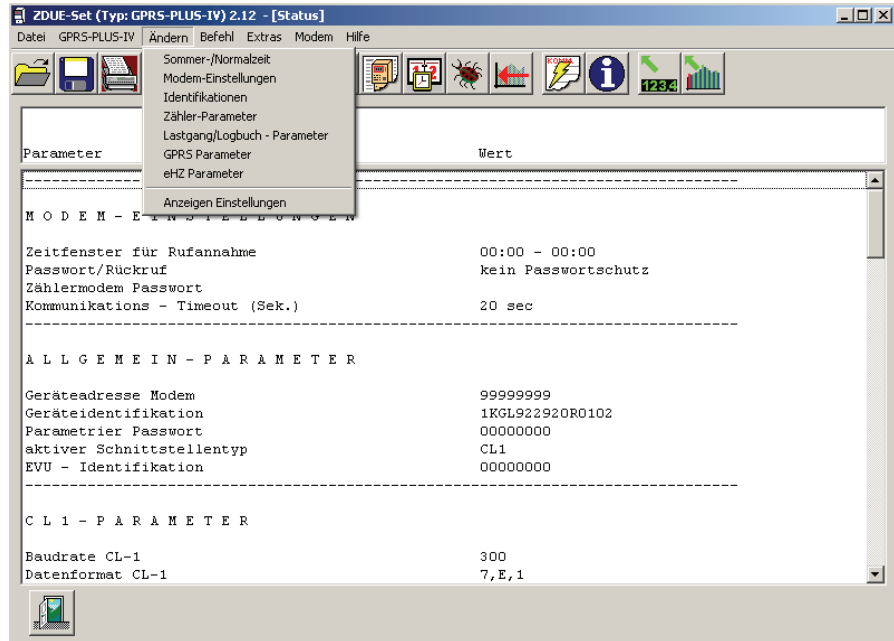 ZDUE-Set (Typ: GPRS-PLUS-IV) 2.12 - [Status]
Datei GPRS-PLUS-IV Ändern Befehl Extras Modem Hilfe
Sommer-/Normalzeit
Modem-Einstellungen
Identifikationen
Zähler-Parameter
Lastgang/Logbuch - Parameter
GPRS Parameter
eHZ Parameter
Anzeigen Einstellungen
KOMM.
1234
Parameter Wert
M O D E M - E I N S T E L L U N G E N
Zeitfenster für Rufannahme 00:00 - 00:00
Passwort/Rückruf kein Passwortschutz
Zählermodem Passwort
Kommunikations - Timeout (Sek.) 20 sec
A L L G E M E I N - P A R A M E T E R
Geräteadresse Modem 99999999
Geräteidentifikation 1KGL922920R0102
Parametrier Passwort 00000000
aktiver Schnittstellentyp CL1
EVU - Identifikation 00000000
C L 1 - P A R A M E T E R
Baudrate CL-1 300
Datenformat CL-1 7,E,1